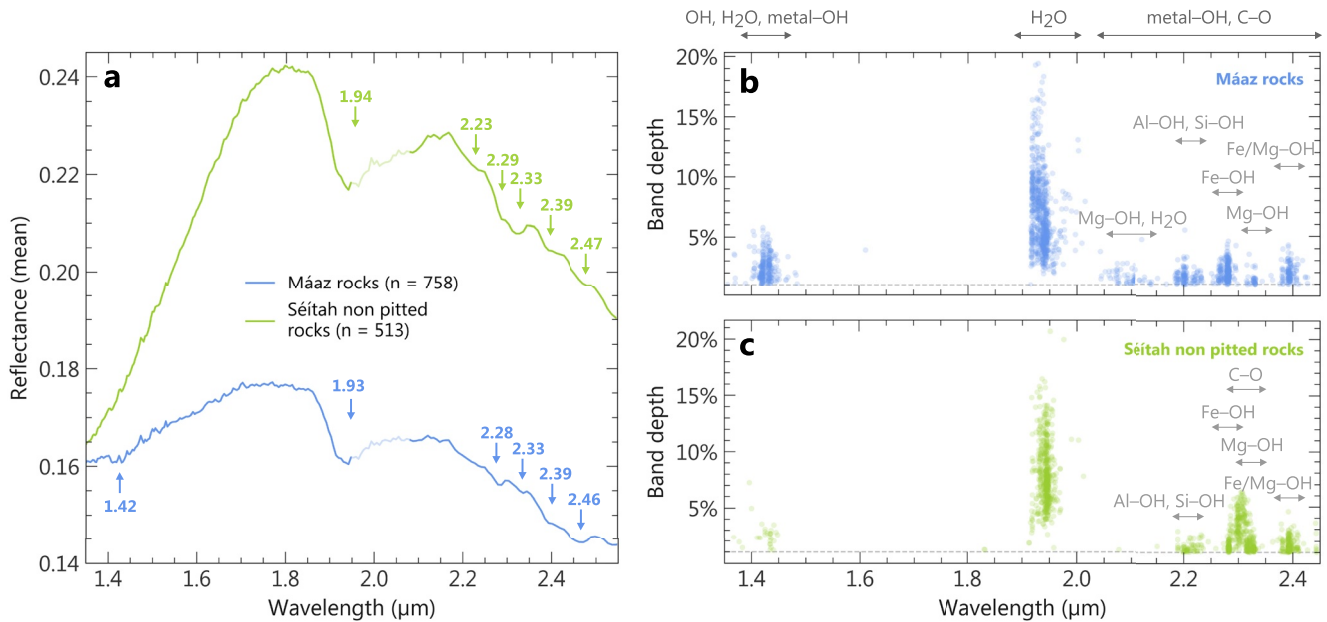 a
0.24
0.22
0.20
0.18
0.16
0.14
Reflectance (mean)
1.94
2.23
2.29
2.33
2.39
2.47
Máaz rocks (n = 758)
Séítah non pitted
rocks (n = 513)
1.93
1.42
2.28
2.33
2.39
2.46
1.4 1.6 1.8 2.0 2.2 2.4
Wavelength (µm)
OH, H2O, metal–OH
H2O
metal–OH, C–O
b
Máaz rocks
20%
15%
10%
5%
Band depth
Al–OH, Si–OH
Fe/Mg–OH
Fe–OH
Mg–OH, H2O
Mg–OH
c
Séítah non pitted rocks
20%
15%
10%
5%
Band depth
C–O
Fe–OH
Mg–OH
Fe/Mg–OH
Al–OH, Si–OH
1.4 1.6 1.8 2.0 2.2 2.4
Wavelength (µm)